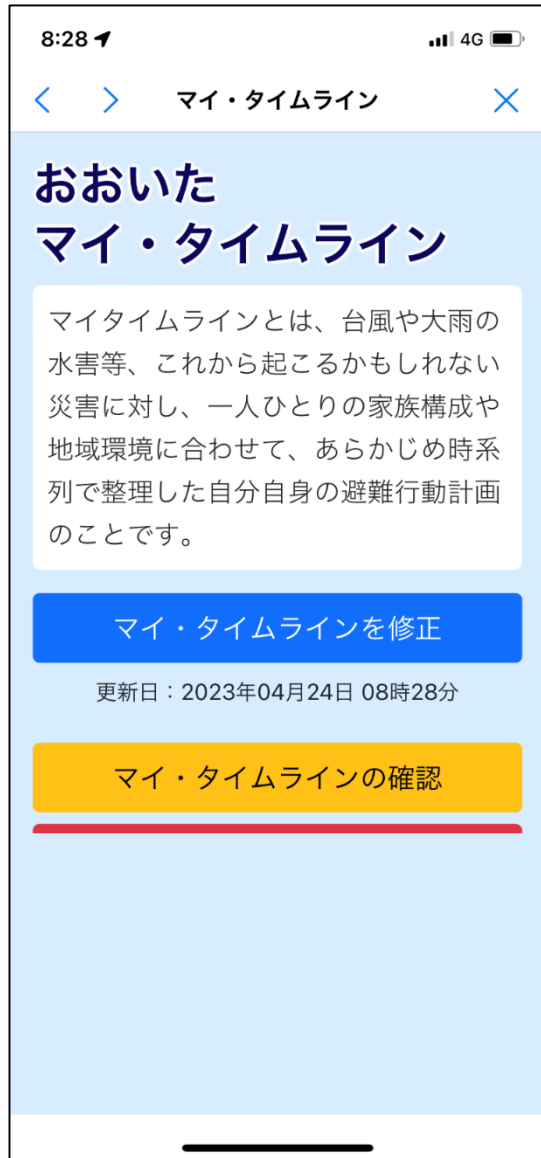 8:28 4G
マイ・タイムライン
おおいた
マイ・タイムライン
マイタイムラインとは、台風や大雨の
水害等、これから起こるかもしれない
災害に対し、一人ひとりの家族構成や
地域環境に合わせて、あらかじめ時系
列で整理した自分自身の避難行動計画
のことです。
マイ・タイムラインを修正
更新日：2023年04月24日 08時28分
マイ・タイムラインの確認